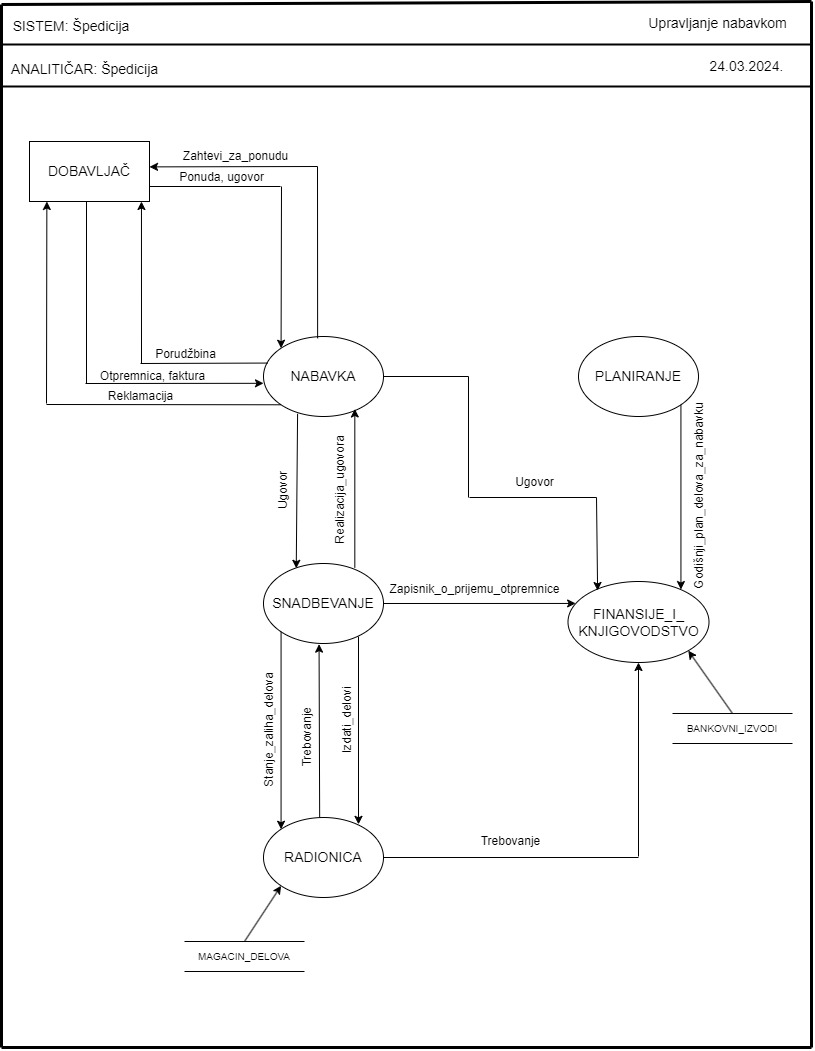 SISTEM: Špedicija
Upravljanje nabavkom
ANALITIČAR: Špedicija
24.03.2024.
DOBAVLJAČ
Zahtevi_za_ponudu
Ponuda, ugovor
Porudžbina
Otpremnica, faktura
Reklamacija
NABAVKA
PLANIRANJE
Ugovor
Realizacija_ugovora
Ugovor
Godišnji_plan_delova_za_nabavku
SNADBEVANJE
Zapisnik_o_prijemu_otpremnice
FINANSIJE_I_
KNJIGOVODSTVO
Stanje_zaliha_delova
Trebovanje
Izdati_delovi
BANKOVNI_IZVODI
RADIONICA
Trebovanje
MAGACIN_DELOVA